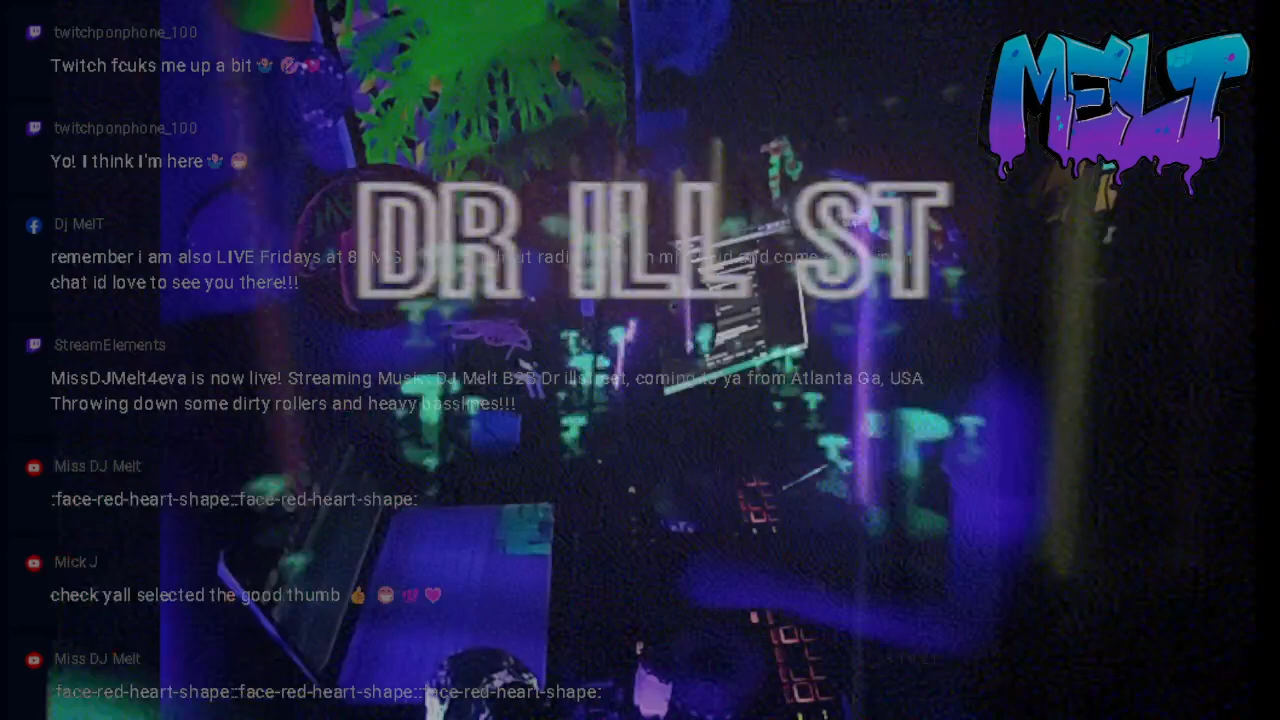 twitchponphone_100
Twitch fcuks me up a bit
twitchponphone_100
Yo! I think I'm here
Dj MelT
remember i am also LIVE Fridays at 8 and come
chat id love to see you there!!!
StreamElements
MissDJMelt4eva is now live! Streaming Music: DJ Melt B2B Dr illst set, coming to ya from Atlanta Ga, USA
Throwing down some dirty rollers and heavy basslines!!!
Miss DJ Melt
:face-red-heart-shape::face-red-heart-shape:
Mick J
check yall selected the good thumb
Miss DJ Melt
:face-red-heart-shape::face-red-heart-shape::face-red-heart-shape:
DR ILL ST
MELT